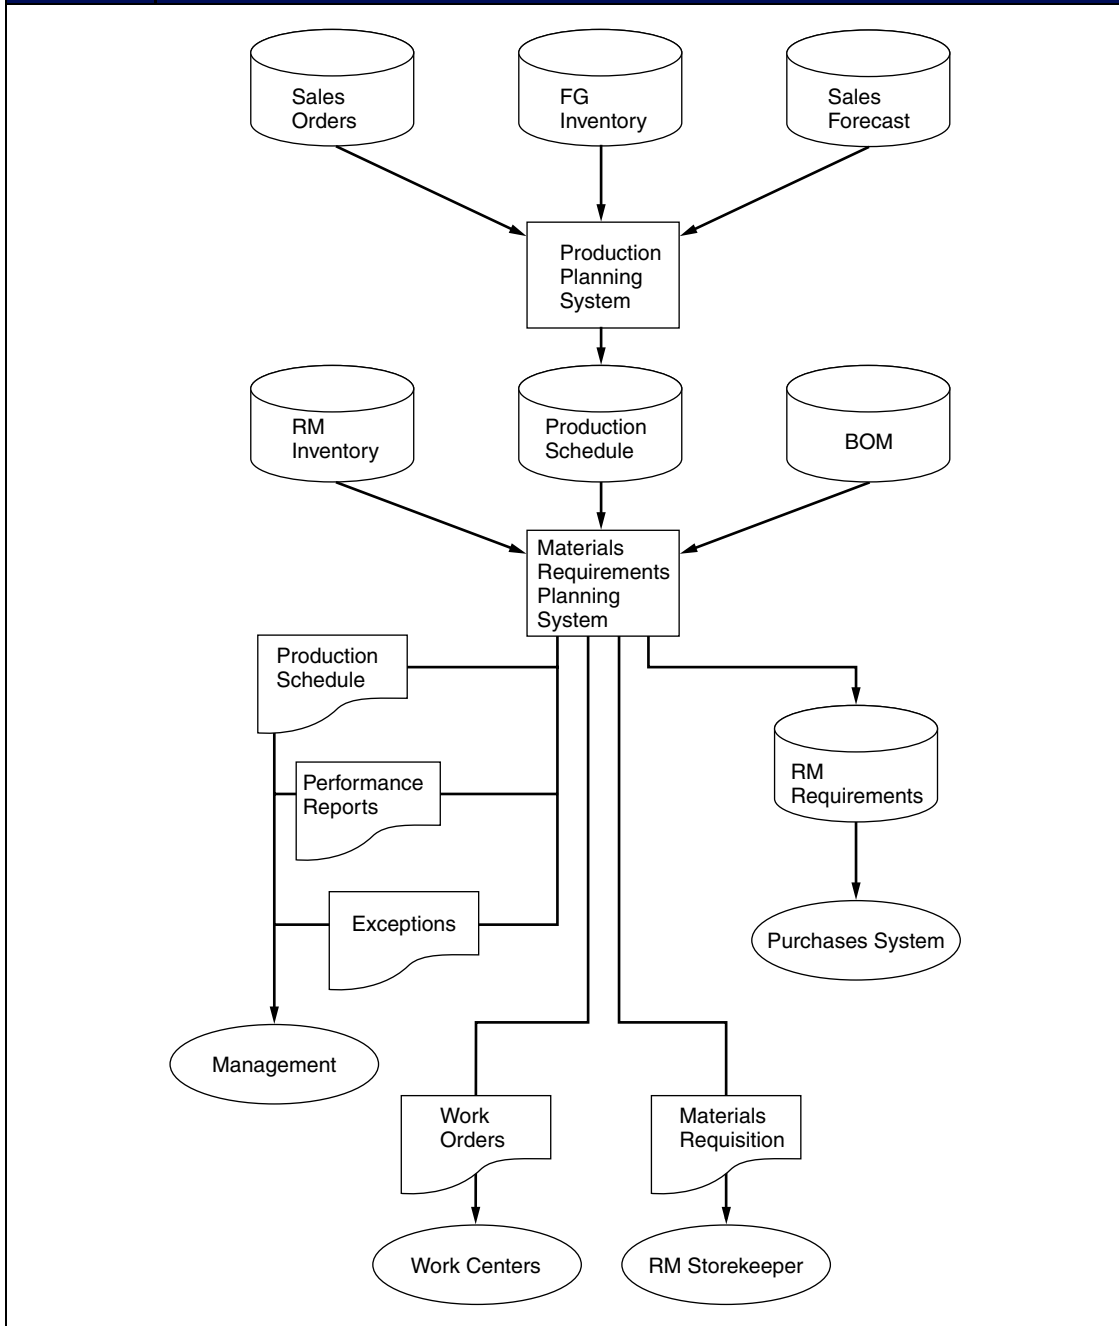 Sales
Orders
FG
Inventory
Sales
Forecast
Production
Planning
System
RM
Inventory
Production
Schedule
BOM
Materials
Requirements
Planning
System
Production
Schedule
Performance
Reports
Exceptions
RM
Requirements
Purchases System
Management
Work
Orders
Materials
Requisition
Work Centers
RM Storekeeper